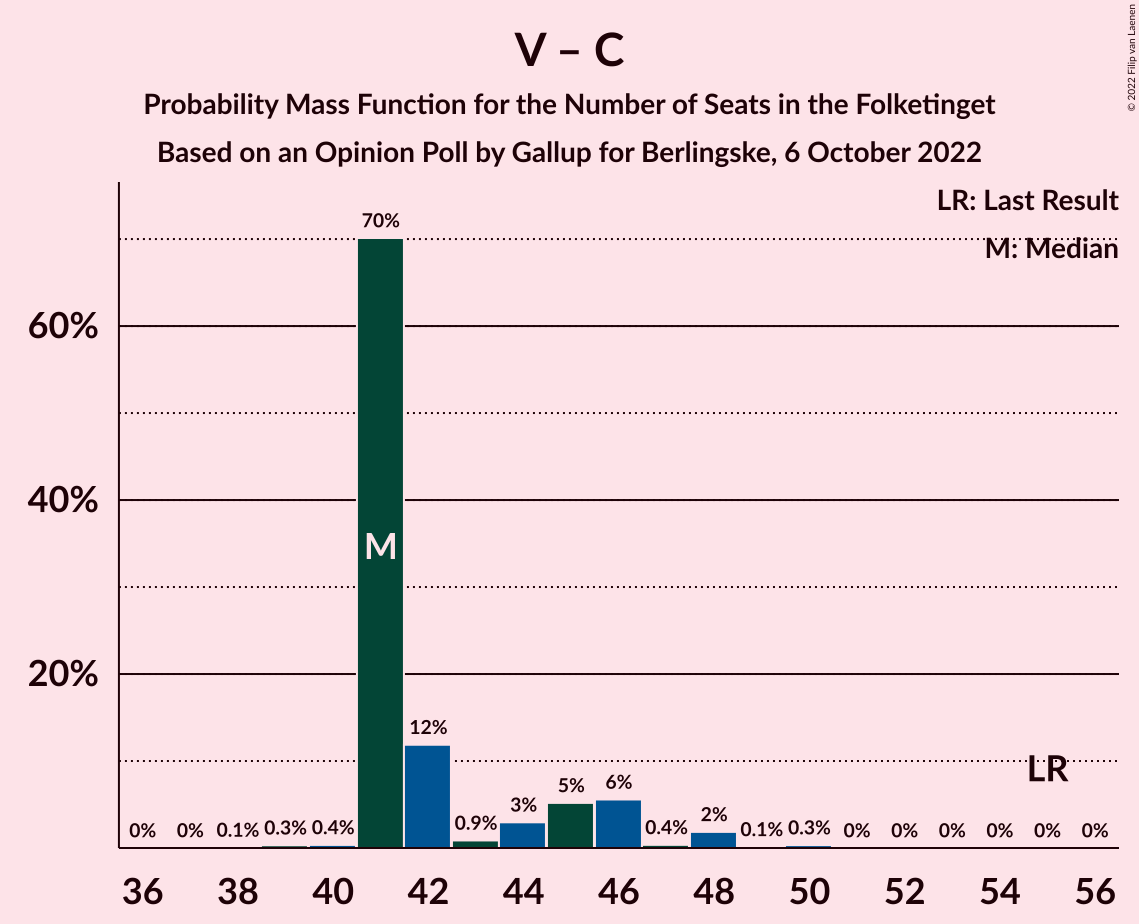 V – C
Probability Mass Function for the Number of Seats in the Folketinget
Based on an Opinion Poll by Gallup for Berlingske, 6 October 2022
© 2022 Filip van Laenen
LR: Last Result
M: Median
60%
40%
20%
0% 0% 0.1% 0.3% 0.4% 70% 12% 0.9% 3% 5% 6% 0.4% 2% 0.1% 0.3% 0% 0% 0% 0% 0% 0%
M
LR
36 38 40 42 44 46 48 50 52 54 56